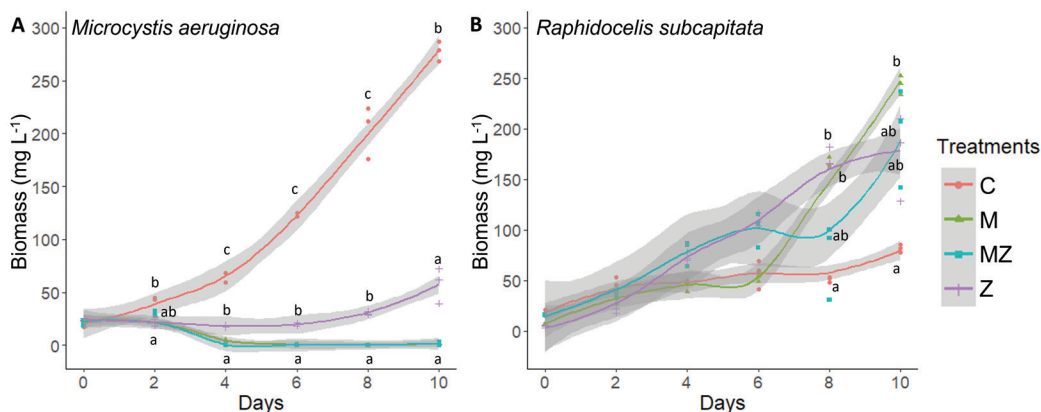 A Microcystis aeruginosa
300
250
200
150
100
50
0
Biomass (mg L-1)
b
c
c
c
b
ab
a
b
b
b
a
a
a
a
a
0 2 4 6 8 10
Days
B Raphidocelis subcapitata
300
250
200
150
100
50
0
Biomass (mg L-1)
b
b
ab
b
ab
ab
a
a
0 2 4 6 8 10
Days
Treatments
C
M
MZ
Z